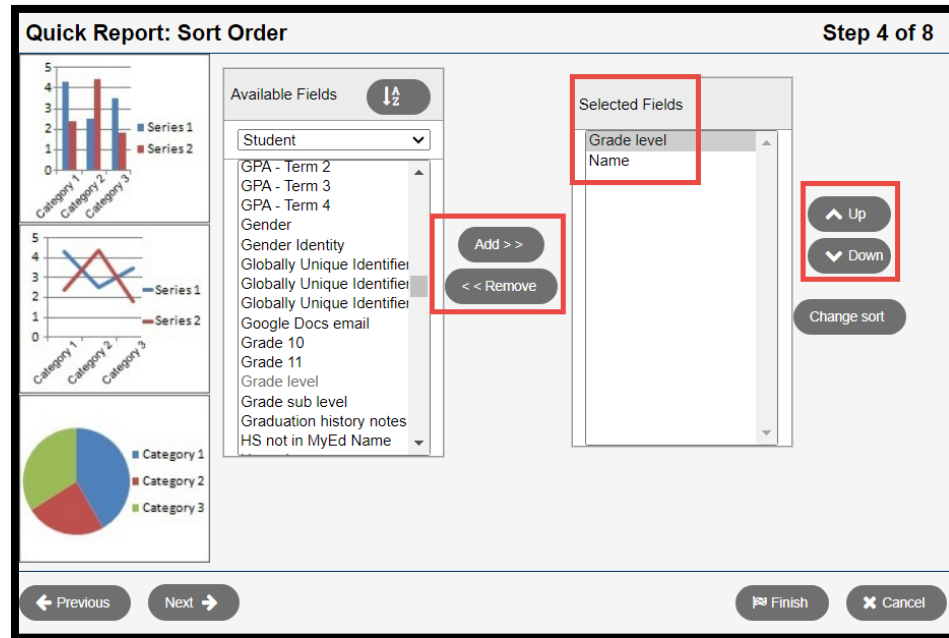 Quick Report: Sort Order
Step 4 of 8
5
4
3
2
1
0
Series 1
Series 2
Category 1
Category 2
Category 3
5
4
3
2
1
0
Series 1
Series 2
Category 1
Category 2
Category 3
Category 1
Category 2
Category 3
Available Fields
A
Z
Student
GPA - Term 2
GPA - Term 3
GPA - Term 4
Gender
Gender Identity
Globally Unique Identifier
Globally Unique Identifier
Globally Unique Identifier
Google Docs email
Grade 10
Grade 11
Grade level
Grade sub level
Graduation history notes
HS not in MyEd Name
Add > >
< < Remove
Selected Fields
Grade level
Name
Up
Down
Change sort
Previous
Next
Finish
Cancel